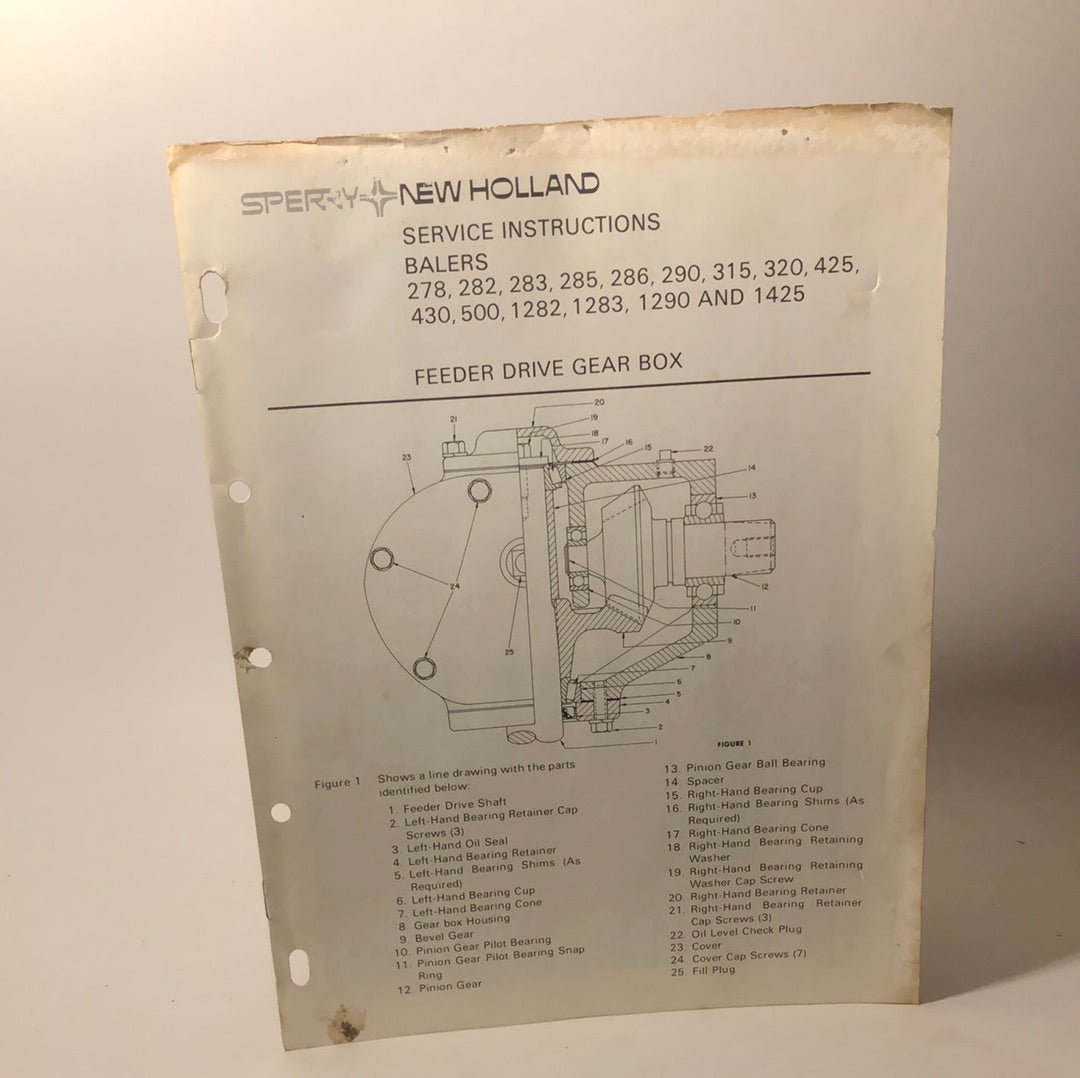 SPERRY NEW HOLLAND
SERVICE INSTRUCTIONS
BALERS
278, 282, 283, 285, 286, 290, 315, 320, 425,
430, 500, 1282, 1283, 1290 AND 1425
FEEDER DRIVE GEAR BOX
20
19
21
18
17
16
15
22
23
14
13
24
12
11
10
9
25
8
7
6
5
4
3
2
1
FIGURE 1
Figure 1 Shows a line drawing with the parts
identified below:
1. Feeder Drive Shaft
2. Left-Hand Bearing Retainer Cap
Screws (3)
3. Left-Hand Oil Seal
4. Left-Hand Bearing Retainer
5. Left-Hand Bearing Shims (As
Required)
6. Left-Hand Bearing Cup
7. Left-Hand Bearing Cone
8. Gear box Housing
9 Bevel Gear
10. Pinion Gear Pilot Bearing
11. Pinion Gear Pilot Bearing Snap
Ring
12. Pinion Gear
13. Pinion Gear Ball Bearing
14. Spacer
15. Right-Hand Bearing Cup
16. Right-Hand Bearing Shims (As
Required)
17. Right-Hand Bearing Cone
18. Right-Hand Bearing Retaining
Washer
19. Right-Hand Bearing Retaining
Washer Cap Screw
20. Right-Hand Bearing Retainer
21. Right-Hand Bearing Retainer
Cap Screws (3)
22. Oil Level Check Plug
23. Cover
24 Cover Cap Screws (7)
25. Fill Plug